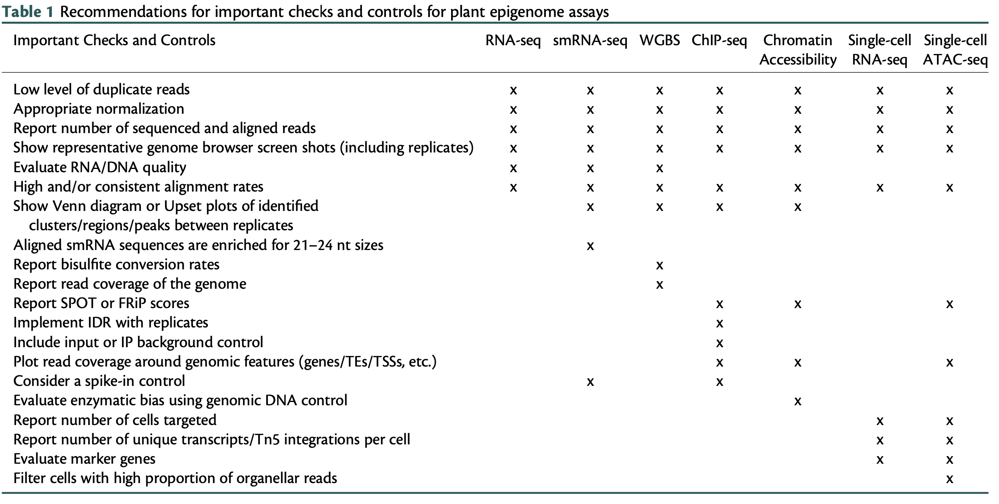 Table 1 Recommendations for important checks and controls for plant epigenome assays
Important Checks and Controls RNA-seq smRNA-seq WGBS ChIP-seq Chromatin Accessibility Single-cell RNA-seq Single-cell ATAC-seq
Low level of duplicate reads x x x x x x x
Appropriate normalization x x x x x x x
Report number of sequenced and aligned reads x x x x x x x
Show representative genome browser screen shots (including replicates) x x x x x x x
Evaluate RNA/DNA quality x x x
High and/or consistent alignment rates x x x x x x x
Show Venn diagram or Upset plots of identified x x x x
clusters/regions/peaks between replicates
Aligned smRNA sequences are enriched for 21–24 nt sizes x
Report bisulfite conversion rates x
Report read coverage of the genome x
Report SPOT or FRiP scores x x x
Implement IDR with replicates x
Include input or IP background control x
Plot read coverage around genomic features (genes/TEs/TSSs, etc.) x x x
Consider a spike-in control x x
Evaluate enzymatic bias using genomic DNA control x
Report number of cells targeted x x
Report number of unique transcripts/Tn5 integrations per cell x x
Evaluate marker genes x x
Filter cells with high proportion of organellar reads x